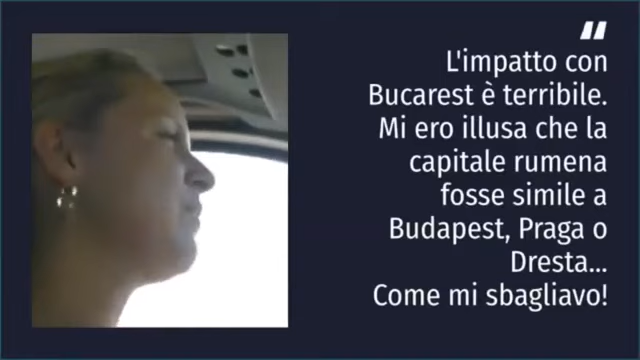 "
L'impatto con
Bucarest è terribile.
Mi ero illusa che la
capitale rumena
fosse simile a
Budapest, Praga o
Dresta...
Come mi sbagliavo!